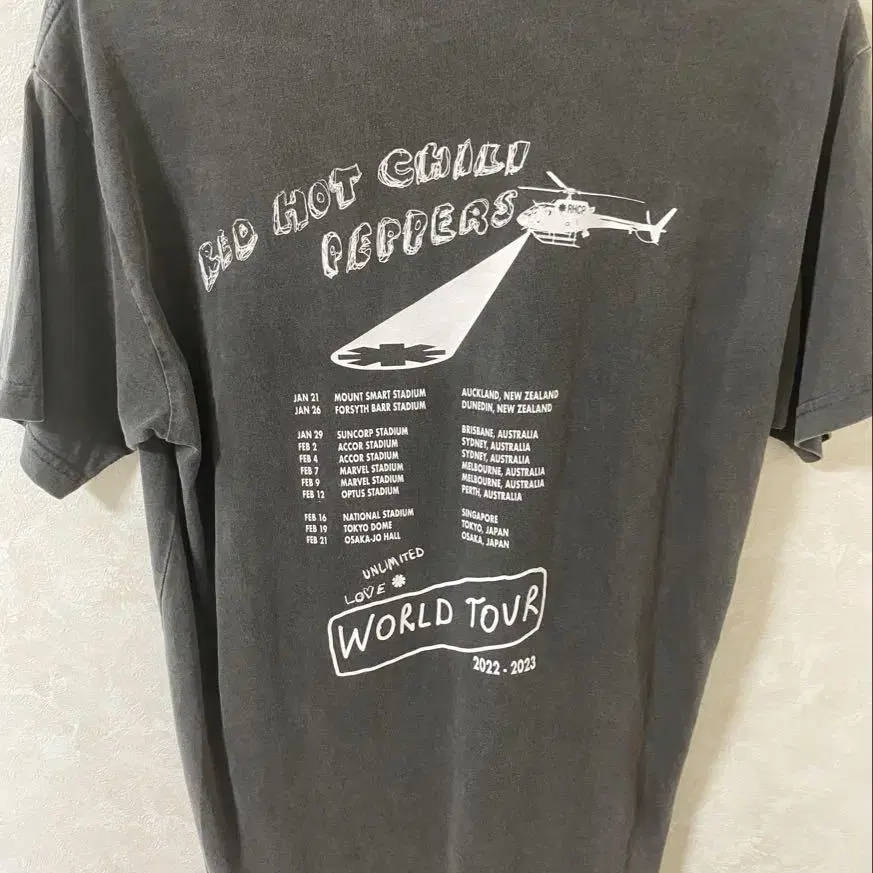 RED HOT CHILI
PEPPERS
RHCP
JAN 21 MOUNT SMART STADIUM AUCKLAND, NEW ZEALAND
JAN 26 FORSYTH BARR STADIUM DUNEDIN, NEW ZEALAND
JAN 29 SUNCORP STADIUM BRISBANE, AUSTRALIA
FEB 2 ACCOR STADIUM SYDNEY, AUSTRALIA
FEB 4 ACCOR STADIUM SYDNEY, AUSTRALIA
FEB 7 MARVEL STADIUM MELBOURNE, AUSTRALIA
FEB 9 MARVEL STADIUM MELBOURNE, AUSTRALIA
FEB 12 OPTUS STADIUM PERTH, AUSTRALIA
FEB 16 NATIONAL STADIUM SINGAPORE
FEB 19 TOKYO DOME TOKYO, JAPAN
FEB 21 OSAKA-JO HALL OSAKA, JAPAN
UNLIMITED
LOVE
WORLD TOUR
2022 - 2023